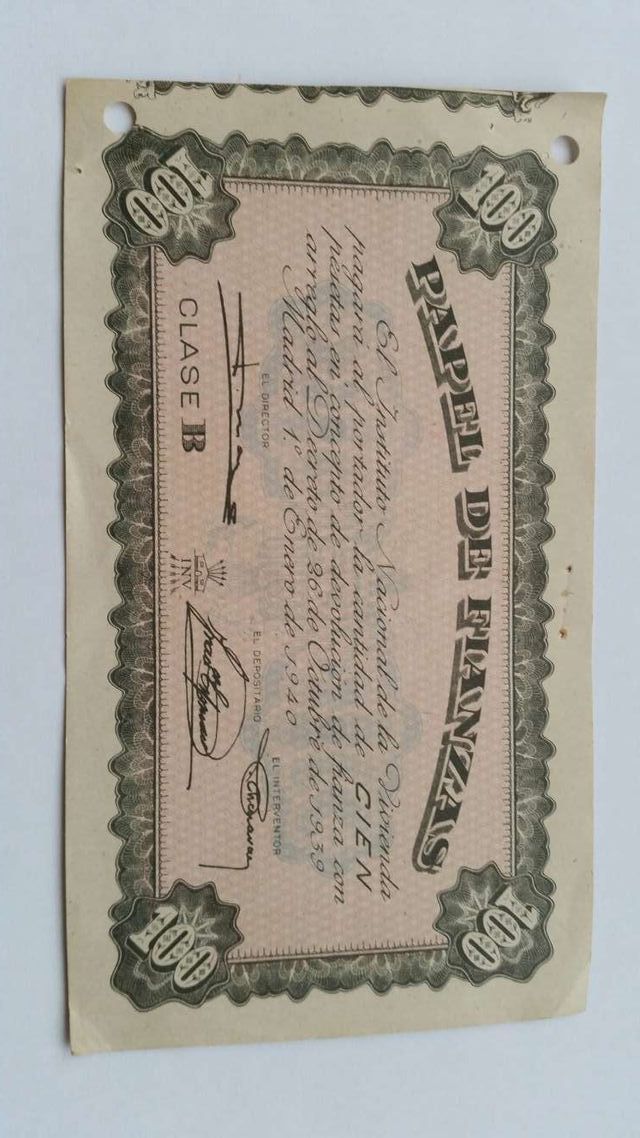 100
100
PAPEL DE FIANZAS
El Instituto Nacional de la Vivienda
pagará al portador la cantidad de CIEN
pesetas en concepto de devolución de fianza con
arreglo al Decreto de 26 de Octubre de 1939
Madrid 1º de Enero de 1940
EL DIRECTOR
EL DEPOSITARIO
EL INTERVENTOR
CLASE B
INV
100
100